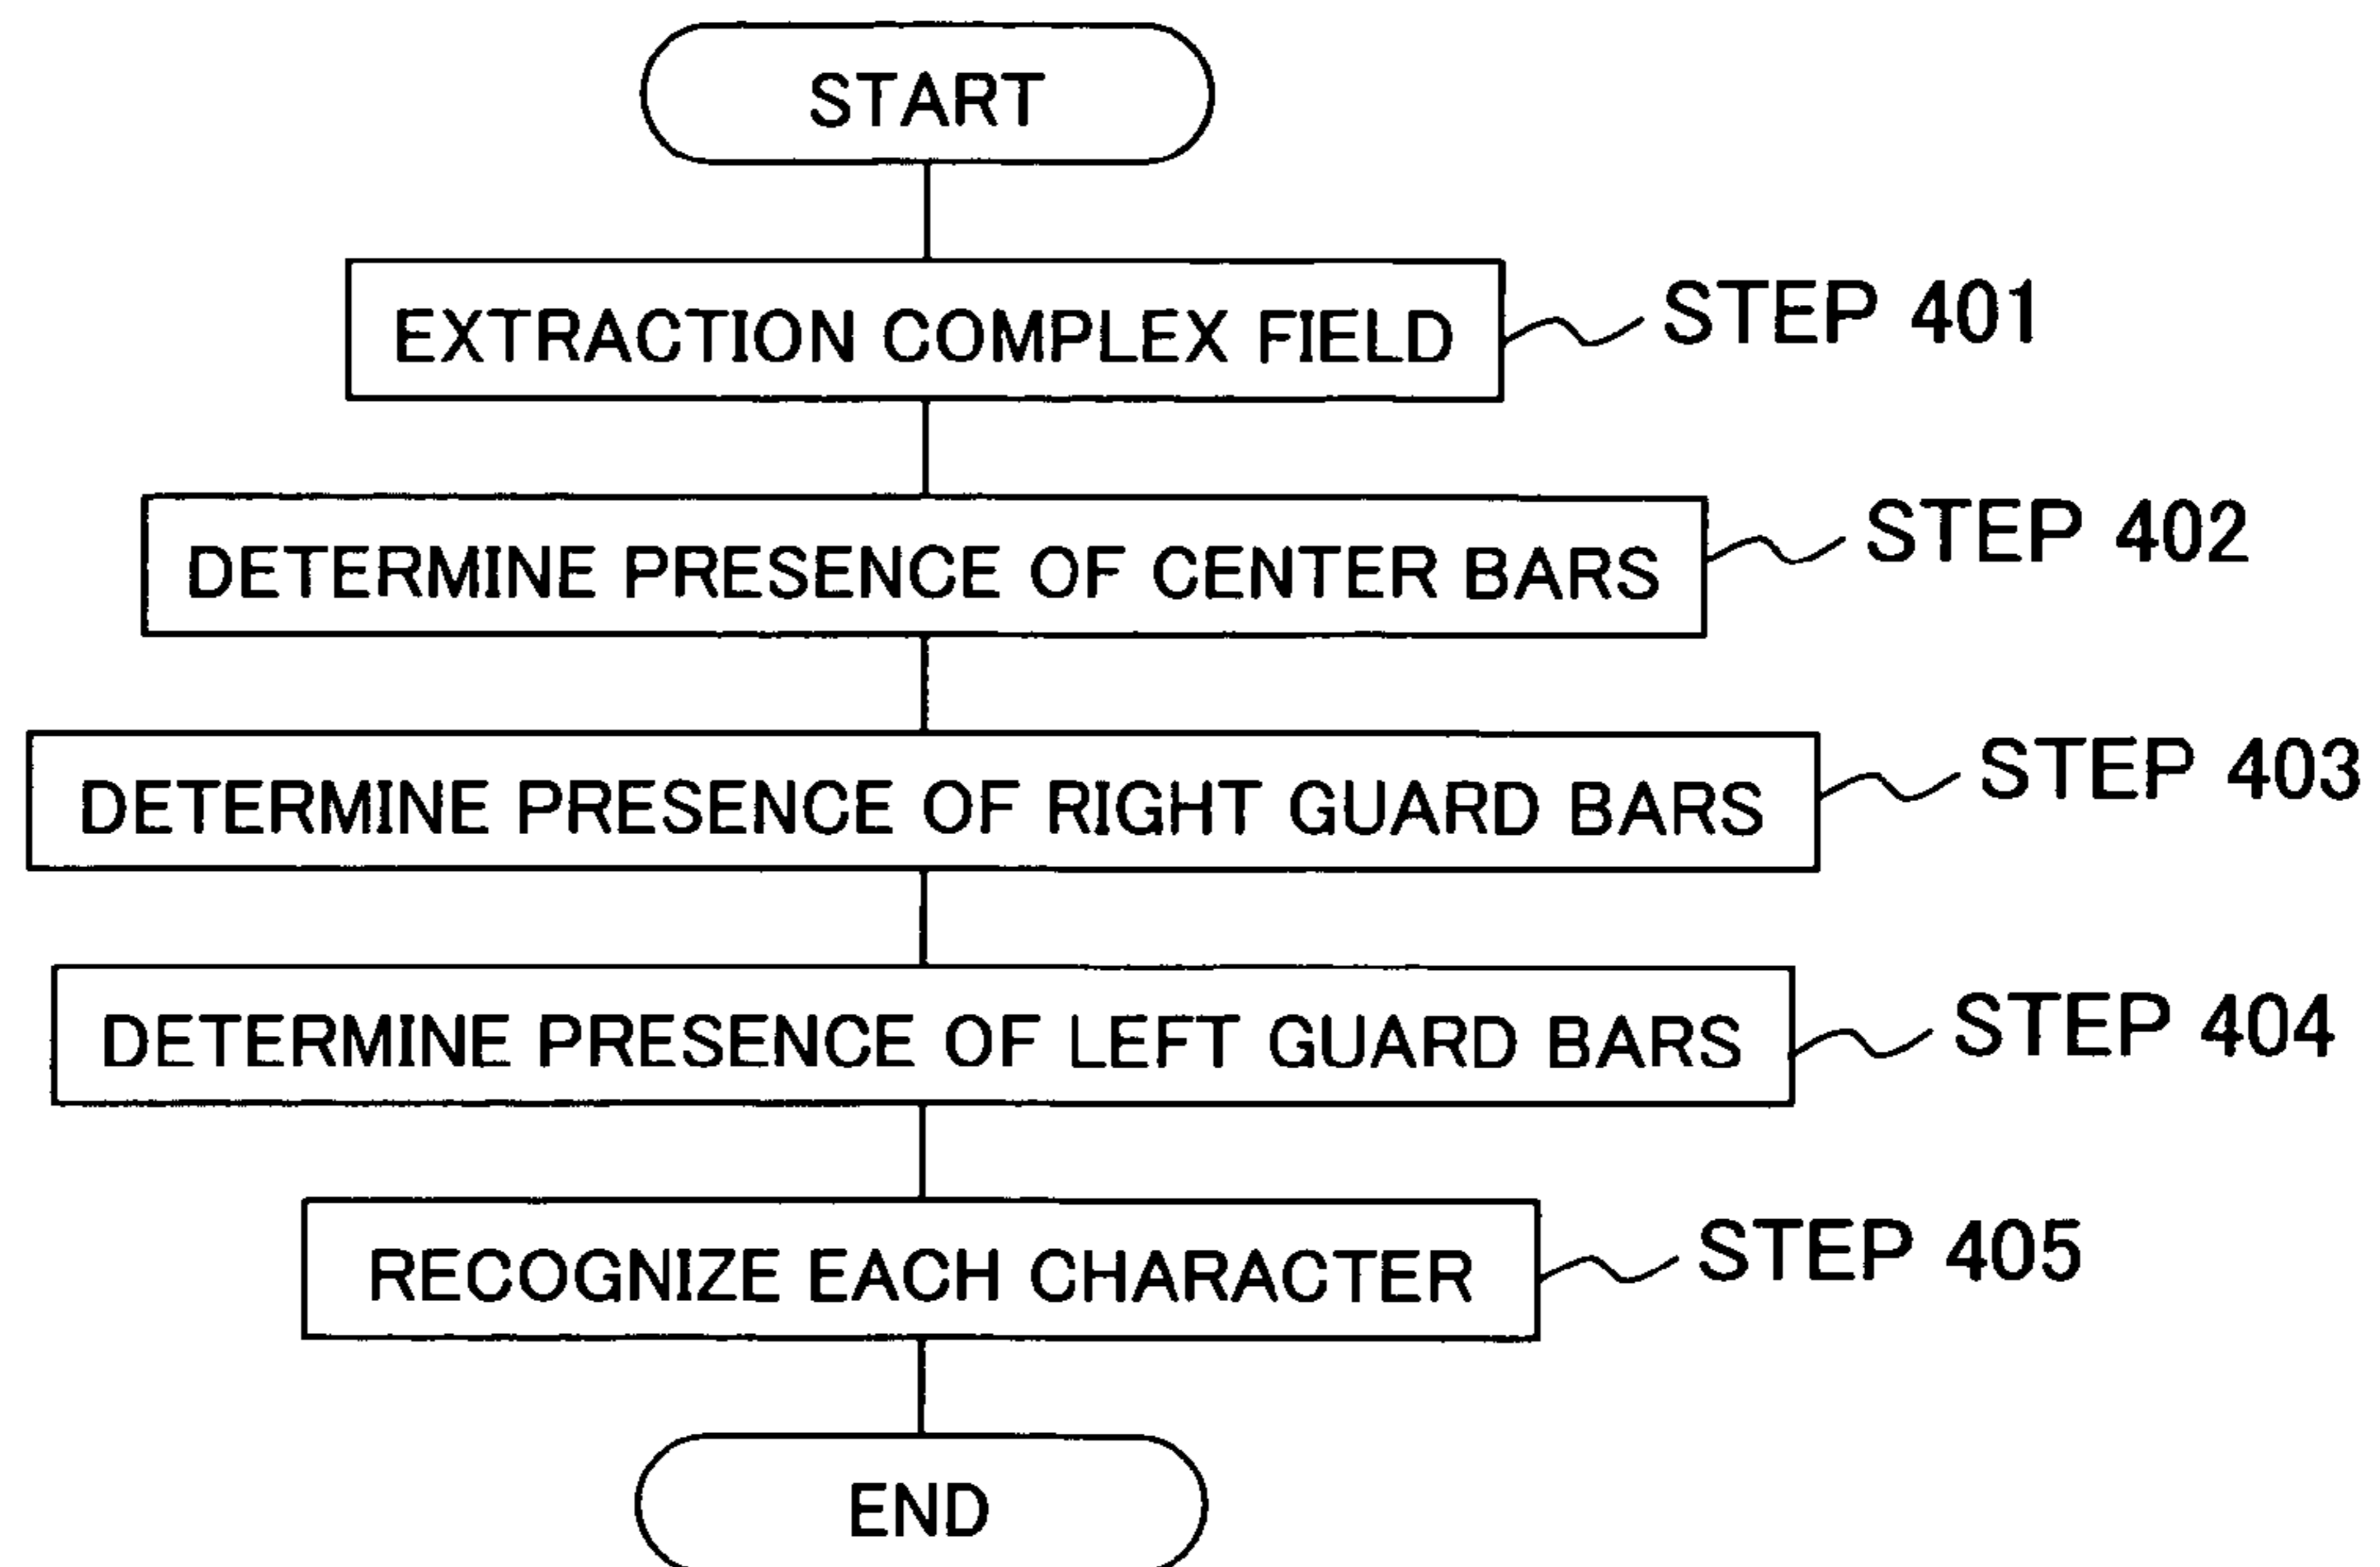 START
EXTRACTION COMPLEX FIELD
STEP 401
DETERMINE PRESENCE OF CENTER BARS
STEP 402
DETERMINE PRESENCE OF RIGHT GUARD BARS
STEP 403
DETERMINE PRESENCE OF LEFT GUARD BARS
STEP 404
RECOGNIZE EACH CHARACTER
STEP 405
END